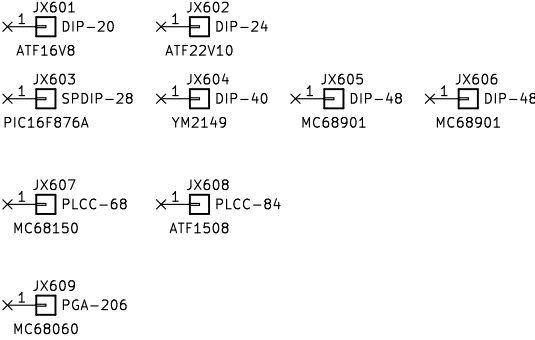 JX601 JX602
1 DIP-20 1 DIP-24
ATF16V8 ATF22V10
JX603 JX604 JX605 JX606
1 SPDIP-28 1 DIP-40 1 DIP-48 1 DIP-48
PIC16F876A YM2149 MC68901 MC68901
JX607 JX608
1 PLCC-68 1 PLCC-84
MC68150 ATF1508
JX609
1 PGA-206
MC68060